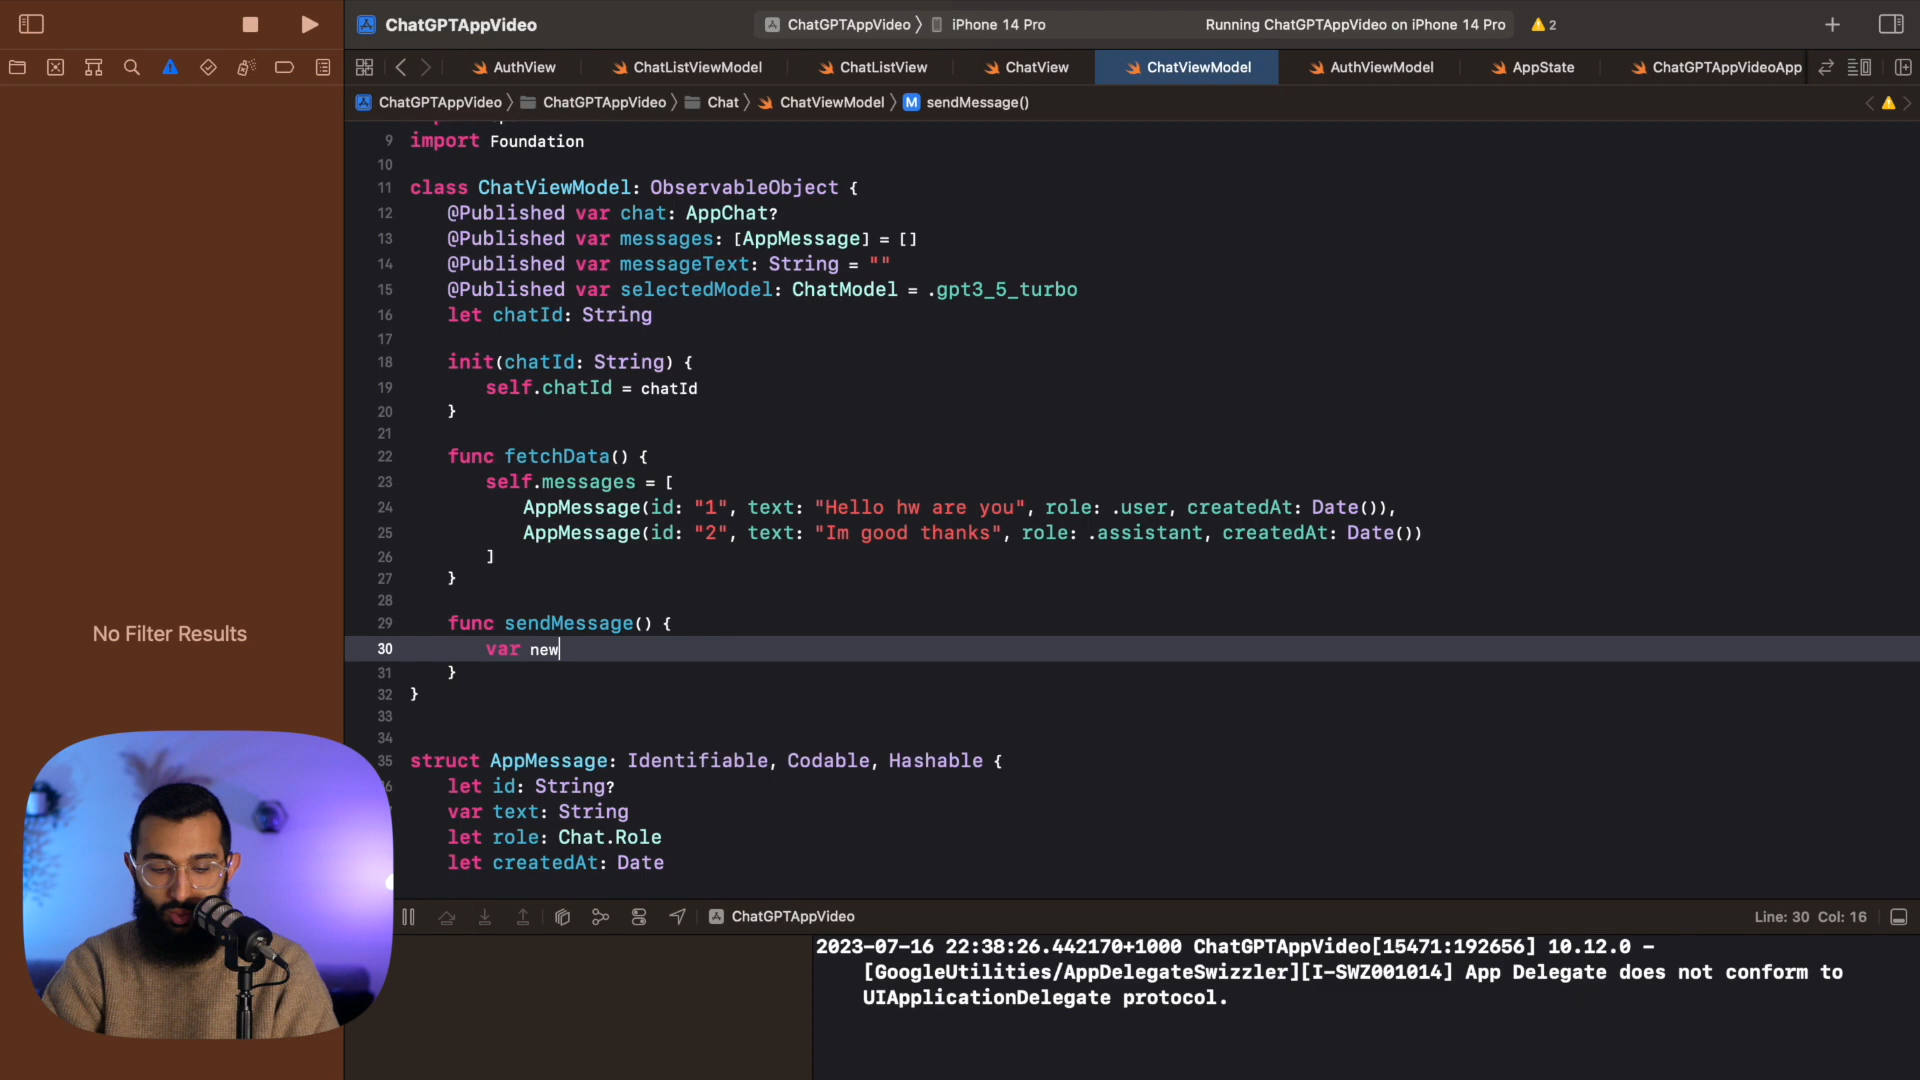 ChatGPTAppVideo
ChatGPTAppVideo 〉 iPhone 14 Pro
Running ChatGPTAppVideo on iPhone 14 Pro
2
AuthView
ChatListViewModel
ChatListView
ChatView
ChatViewModel
AuthViewModel
AppState
ChatGPTAppVideoApp
ChatGPTAppVideo 〉 ChatGPTAppVideo 〉 Chat 〉 ChatViewModel 〉 M sendMessage()
9 import Foundation
10
11 class ChatViewModel: ObservableObject {
12 @Published var chat: AppChat?
13 @Published var messages: [AppMessage] = []
14 @Published var messageText: String = ""
15 @Published var selectedModel: ChatModel = .gpt3_5_turbo
16 let chatId: String
17
18 init(chatId: String) {
19 self.chatId = chatId
20 }
21
22 func fetchData() {
23 self.messages = [
24 AppMessage(id: "1", text: "Hello hw are you", role: .user, createdAt: Date()),
25 AppMessage(id: "2", text: "Im good thanks", role: .assistant, createdAt: Date())
26 ]
27 }
28
29 func sendMessage() {
30 var new
31 }
32 }
33
34
35 struct AppMessage: Identifiable, Codable, Hashable {
let id: String?
var text: String
let role: Chat.Role
let createdAt: Date
No Filter Results
ChatGPTAppVideo
Line: 30 Col: 16
2023-07-16 22:38:26.442170+1000 ChatGPTAppVideo[15471:192656] 10.12.0 -
[GoogleUtilities/AppDelegateSwizzler][I-SWZ001014] App Delegate does not conform to
UIApplicationDelegate protocol.